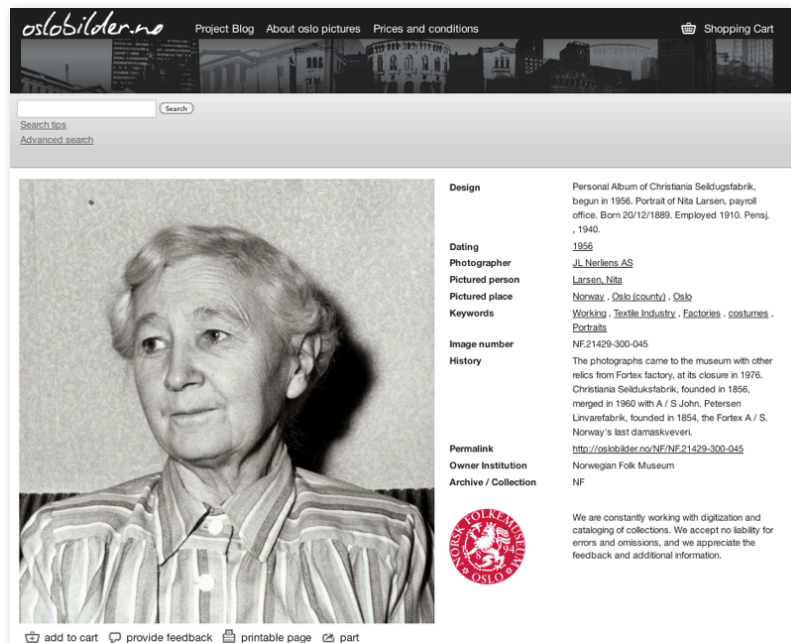 oslobilder.no
Project Blog About oslo pictures Prices and conditions Shopping Cart
Search
Search tips
Advanced search
Design Personal Album of Christiania Seildugsfabrik,
begun in 1956. Portrait of Nita Larsen, payroll
office. Born 20/12/1889. Employed 1910. Pensj.
, 1940.
Dating 1956
Photographer JL Nerliens AS
Pictured person Larsen, Nita
Pictured place Norway , Oslo (county) , Oslo
Keywords Working , Textile Industry , Factories , costumes ,
Portraits
Image number NF.21429-300-045
History The photographs came to the museum with other
relics from Fortex factory, at its closure in 1976.
Christiania Seilduksfabrik, founded in 1856,
merged in 1960 with A / S John. Petersen
Linvarefabrik, founded in 1854, the Fortex A / S.
Norway's last damaskveveri.
Permalink http://oslobilder.no/NF/NF.21429-300-045
Owner Institution Norwegian Folk Museum
Archive / Collection NF
NORSK FOLKEMUSEUM
18 94
OSLO
We are constantly working with digitization and
cataloging of collections. We accept no liability for
errors and omissions, and we appreciate the
feedback and additional information.
add to cart provide feedback printable page part